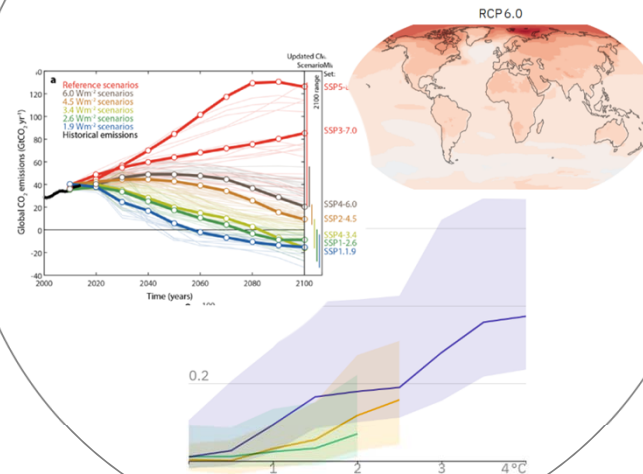 RCP 6.0
Updated
Scenario
Set:
a
Reference scenarios
6.0 Wm-2 scenarios
4.5 Wm-2 scenarios
3.4 Wm-2 scenarios
2.6 Wm-2 scenarios
1.9 Wm-2 scenarios
Historical emissions
2100 range
SSP5-
SSP3-7.0
SSP4-6.0
SSP2-4.5
SSP4-3.4
SSP1-2.6
SSP1.1.9
Global CO2 emissions (GtCO2 yr-1)
120
100
80
60
40
20
0
-20
-40
2000 2020 2040 2060 2080 2100
Time (years)
0.2
1 2 3 4°C